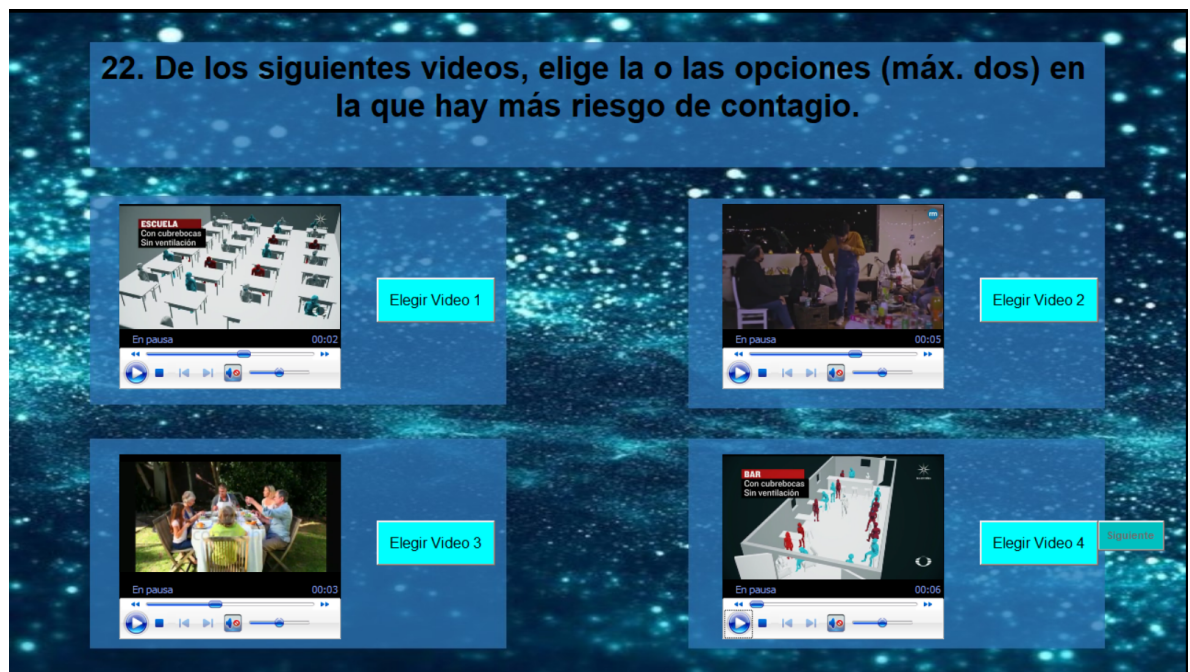 22. De los siguientes videos, elige la o las opciones (máx. dos) en
la que hay más riesgo de contagio.
ESCUELA
Con cubrebocas
Sin ventilación
En pausa 00:02
Elegir Video 1
En pausa 00:05
Elegir Video 2
En pausa 00:03
Elegir Video 3
BAR
Con cubrebocas
Sin ventilación
En pausa 00:06
Elegir Video 4
Siguiente